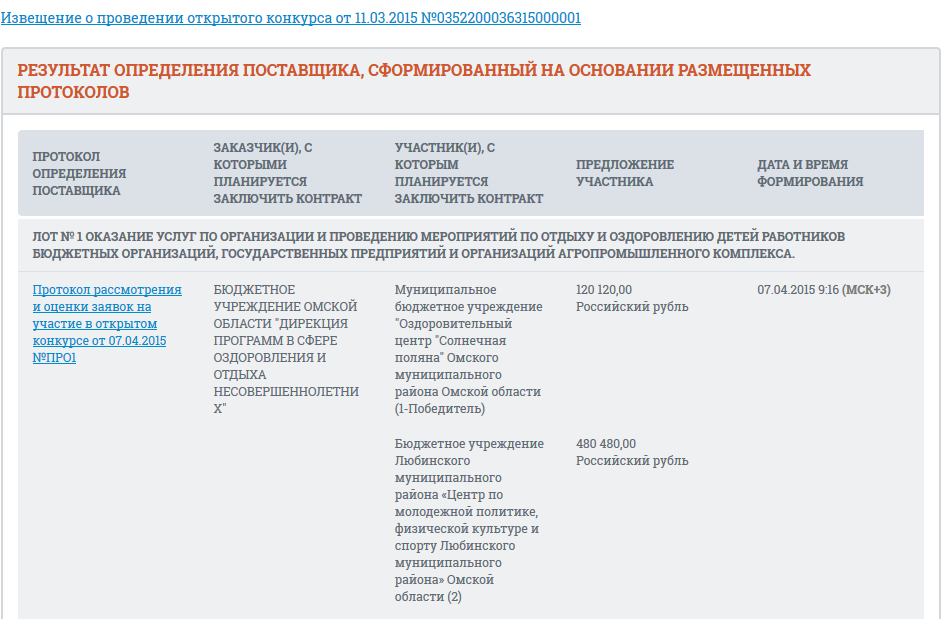 Извещение о проведении открытого конкурса от 11.03.2015 №0352200036315000001
РЕЗУЛЬТАТ ОПРЕДЕЛЕНИЯ ПОСТАВЩИКА, СФОРМИРОВАННЫЙ НА ОСНОВАНИИ РАЗМЕЩЕННЫХ
ПРОТОКОЛОВ
ПРОТОКОЛ
ОПРЕДЕЛЕНИЯ
ПОСТАВЩИКА
ЗАКАЗЧИК(И), С
КОТОРЫМИ
ПЛАНИРУЕТСЯ
ЗАКЛЮЧИТЬ КОНТРАКТ
УЧАСТНИК(И), С
КОТОРЫМ
ПЛАНИРУЕТСЯ
ЗАКЛЮЧИТЬ КОНТРАКТ
ПРЕДЛОЖЕНИЕ
УЧАСТНИКА
ДАТА И ВРЕМЯ
ФОРМИРОВАНИЯ
ЛОТ № 1 ОКАЗАНИЕ УСЛУГ ПО ОРГАНИЗАЦИИ И ПРОВЕДЕНИЮ МЕРОПРИЯТИЙ ПО ОТДЫХУ И ОЗДОРОВЛЕНИЮ ДЕТЕЙ РАБОТНИКОВ
БЮДЖЕТНЫХ ОРГАНИЗАЦИЙ, ГОСУДАРСТВЕННЫХ ПРЕДПРИЯТИЙ И ОРГАНИЗАЦИЙ АГРОПРОМЫШЛЕННОГО КОМПЛЕКСА.
Протокол рассмотрения
и оценки заявок на
участие в открытом
конкурсе от 07.04.2015
№ПРО1
БЮДЖЕТНОЕ
УЧРЕЖДЕНИЕ ОМСКОЙ
ОБЛАСТИ "ДИРЕКЦИЯ
ПРОГРАММ В СФЕРЕ
ОЗДОРОВЛЕНИЯ И
ОТДЫХА
НЕСОВЕРШЕННОЛЕТНИ
Х"
Муниципальное
бюджетное учреждение
"Оздоровительный
центр "Солнечная
поляна" Омского
муниципального
района Омской области
(1-Победитель)
120 120,00
Российский рубль
07.04.2015 9:16 (МСК+3)
Бюджетное учреждение
Любинского
муниципального
района «Центр по
молодежной политике,
физической культуре и
спорту Любинского
муниципального
района» Омской
области (2)
480 480,00
Российский рубль